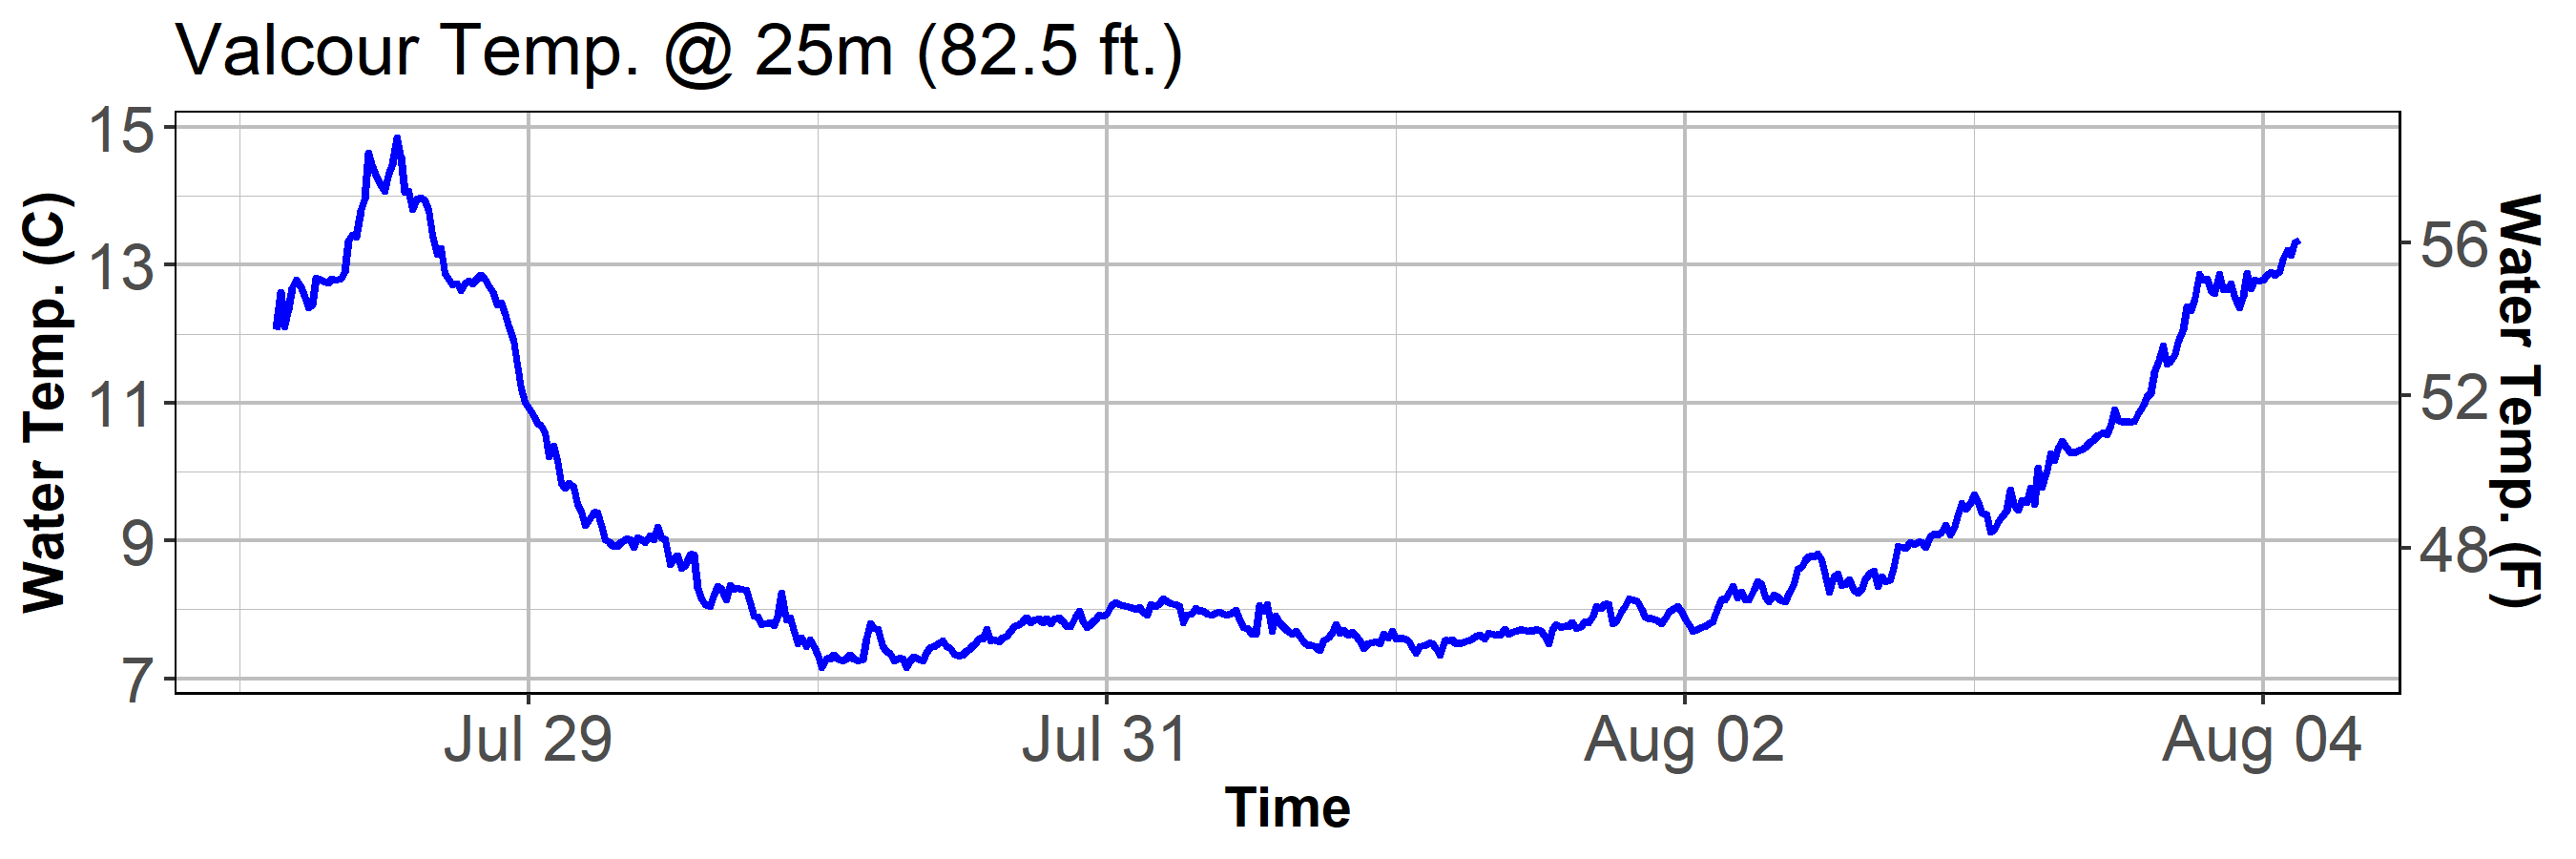 Valcour Temp. @ 25m (82.5 ft.)
Water Temp. (C)
15
13
11
9
7
56
52
48
Water Temp. (F)
Jul 29
Jul 31
Aug 02
Aug 04
Time